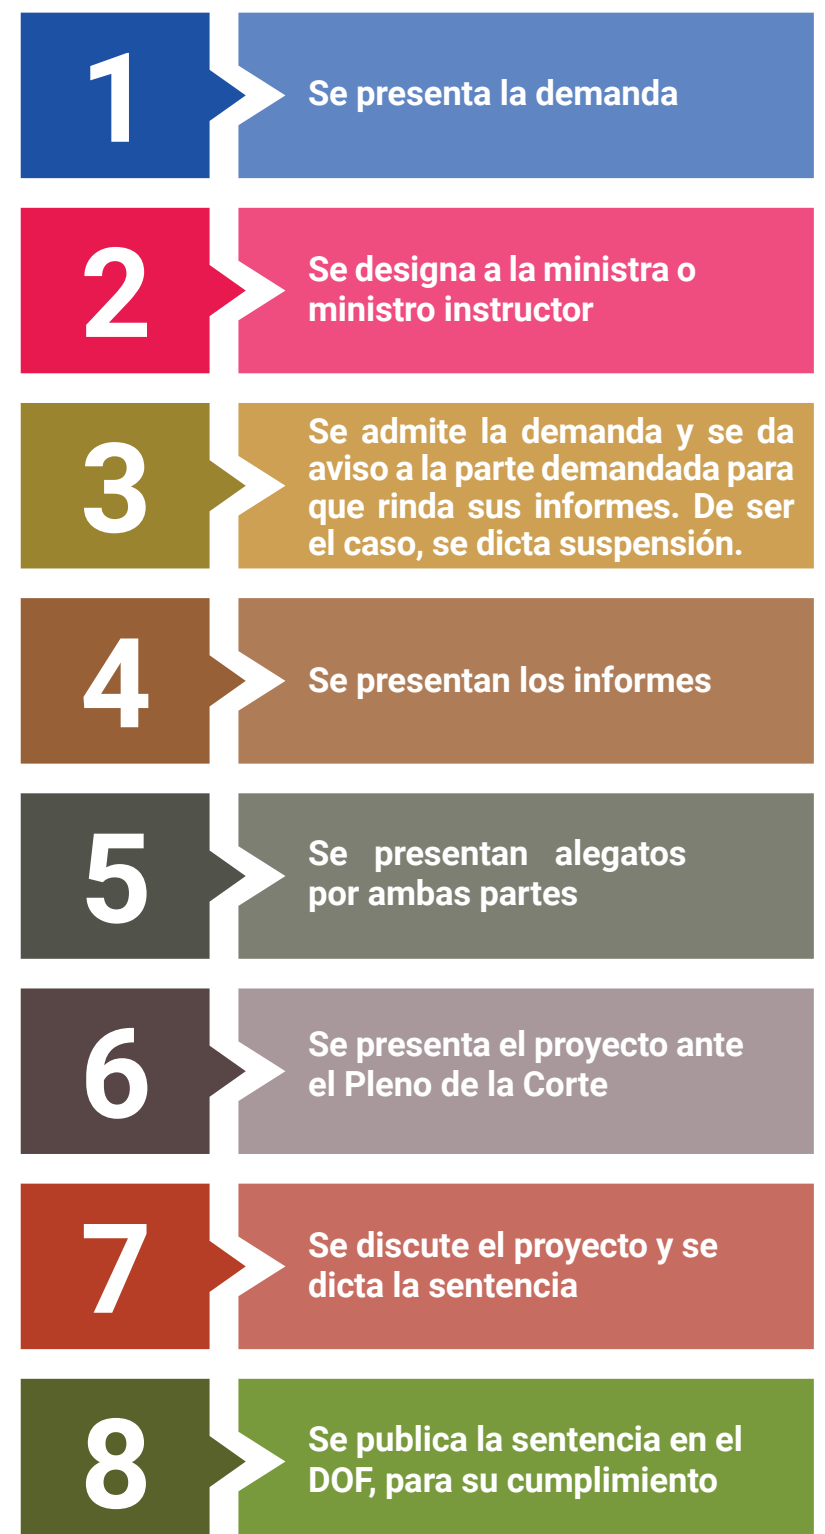 1
Se presenta la demanda
2
Se designa a la ministra o
ministro instructor
3
Se admite la demanda y se da
aviso a la parte demandada para
que rinda sus informes. De ser
el caso, se dicta suspensión.
4
Se presentan los informes
5
Se presentan alegatos
por ambas partes
6
Se presenta el proyecto ante
el Pleno de la Corte
7
Se discute el proyecto y se
dicta la sentencia
8
Se publica la sentencia en el
DOF, para su cumplimiento